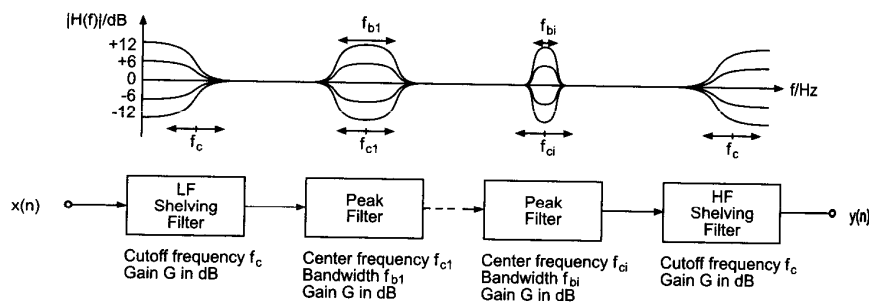 |H(f)|/dB
+12
+6
0
-6
-12
f_b1
f_bi
f/Hz
f_c
f_c1
f_ci
f_c
x(n)
LF
Shelving
Filter
Peak
Filter
Peak
Filter
HF
Shelving
Filter
y(n)
Cutoff frequency f_c
Gain G in dB
Center frequency f_c1
Bandwidth f_b1
Gain G in dB
Center frequency f_ci
Bandwidth f_bi
Gain G in dB
Cutoff frequency f_c
Gain G in dB